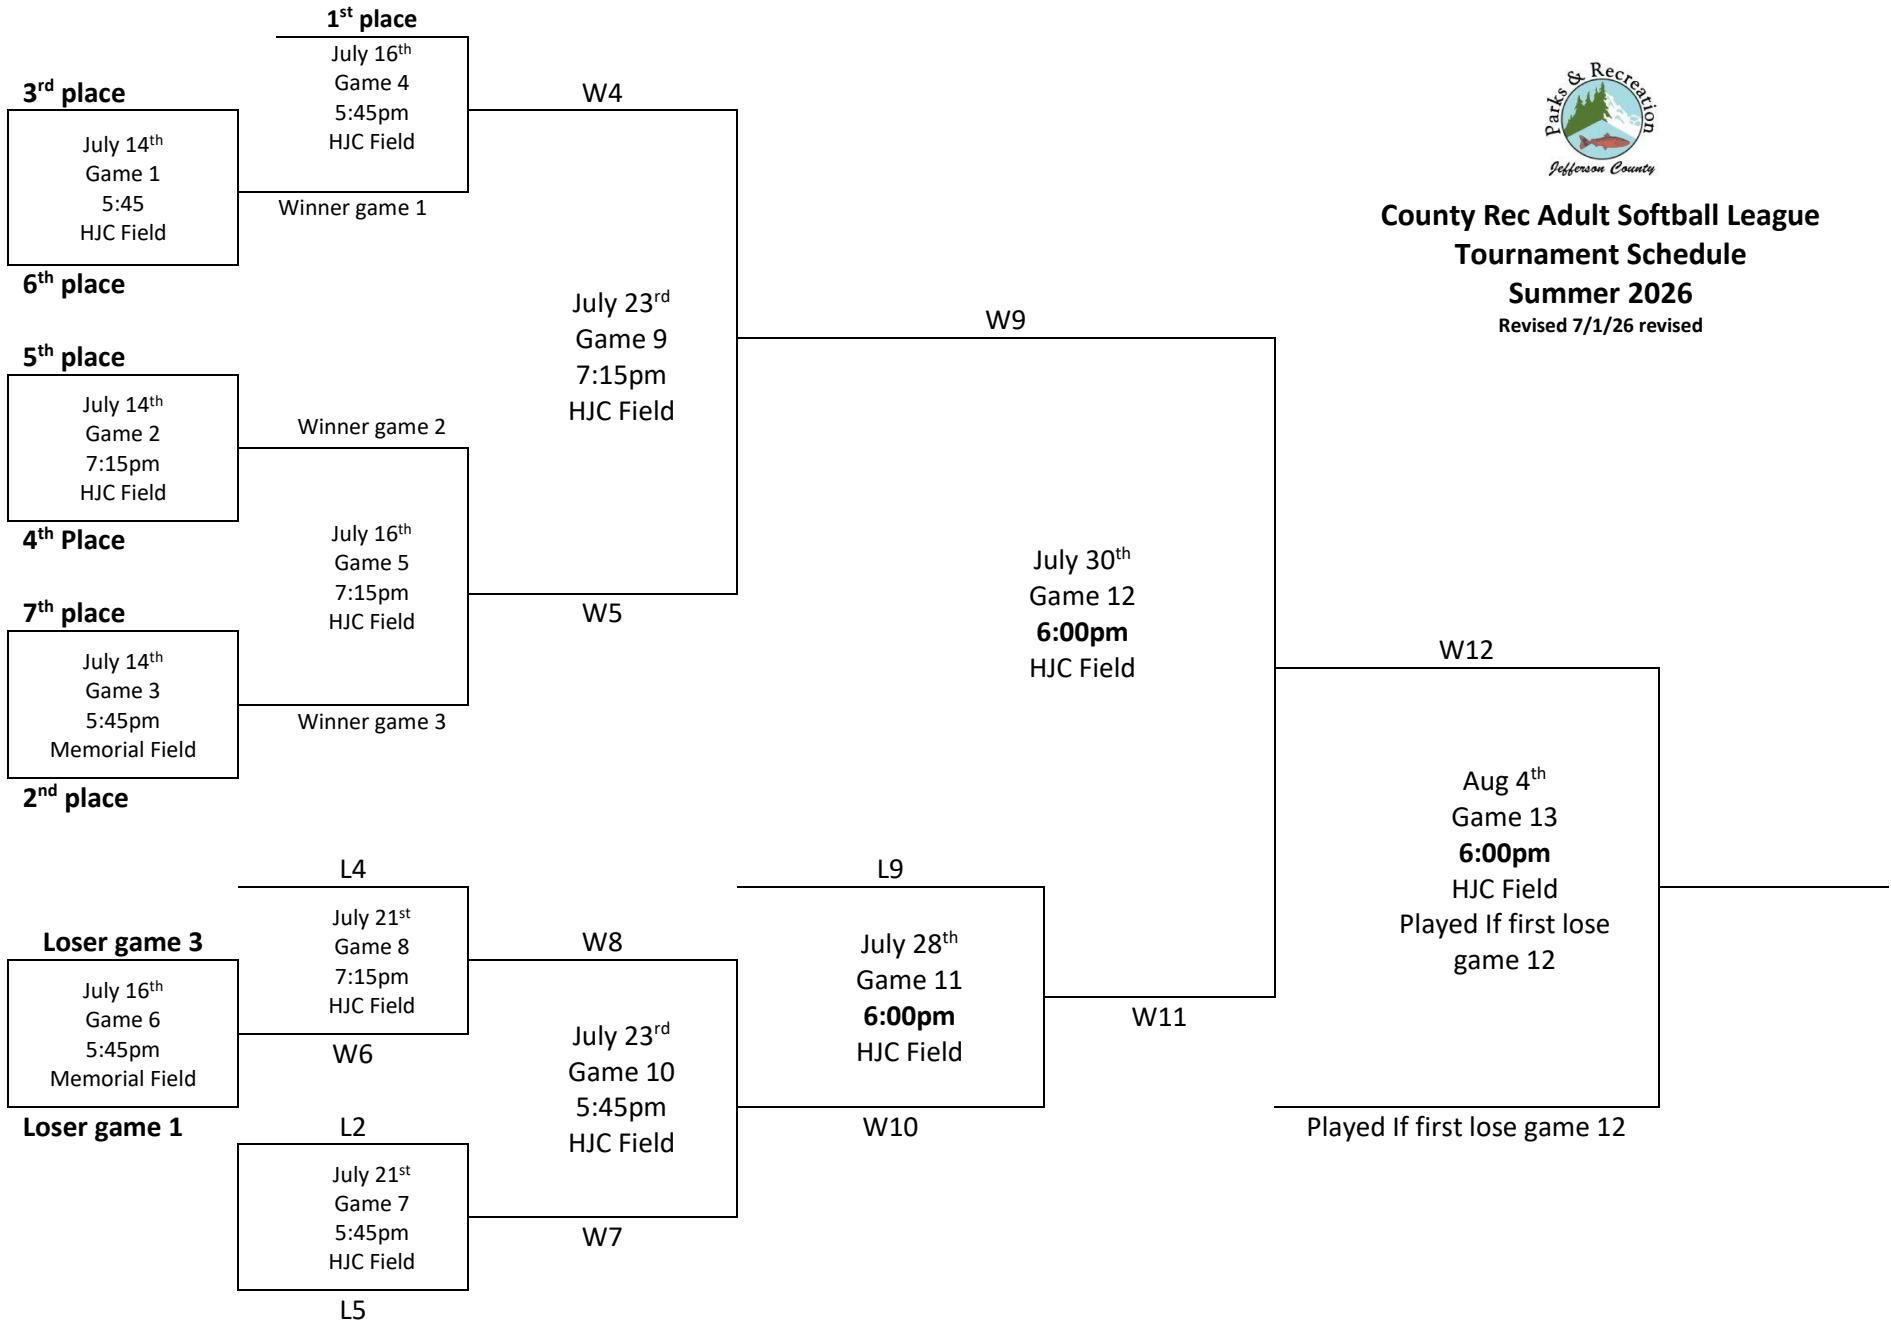 1st place
July 16th
Game 4
5:45pm
HJC Field
3rd place
July 14th
Game 1
5:45
HJC Field
6th place
Winner game 1
W4
Parks & Recreation
Jefferson County
County Rec Adult Softball League
Tournament Schedule
Summer 2026
Revised 7/1/26 revised
5th place
July 14th
Game 2
7:15pm
HJC Field
4th Place
Winner game 2
July 23rd
Game 9
7:15pm
HJC Field
W9
7th place
July 14th
Game 3
5:45pm
Memorial Field
2nd place
July 16th
Game 5
7:15pm
HJC Field
Winner game 3
W5
July 30th
Game 12
6:00pm
HJC Field
W12
Aug 4th
Game 13
6:00pm
HJC Field
Played If first lose
game 12
L4
July 21st
Game 8
7:15pm
HJC Field
W6
Loser game 3
July 16th
Game 6
5:45pm
Memorial Field
Loser game 1
W8
July 23rd
Game 10
5:45pm
HJC Field
W7
L9
July 28th
Game 11
6:00pm
HJC Field
W10
W11
Played If first lose game 12
L2
July 21st
Game 7
5:45pm
HJC Field
L5